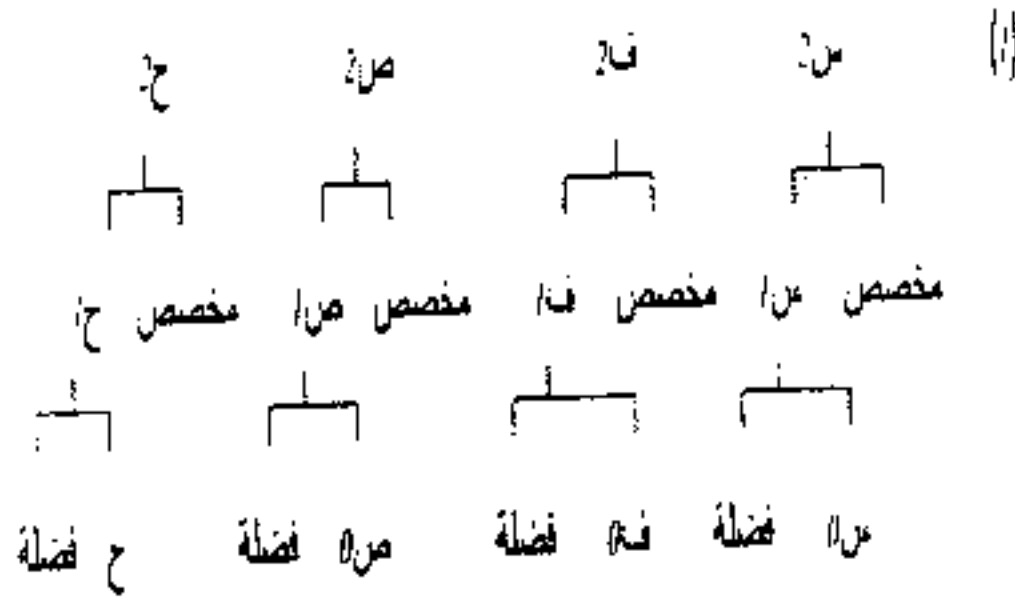 (1) س2 ف2 ص2 ح2
مخصص س1 مخصص ف1 مخصص ص1 مخصص ح1
س0 فضلة ف0 فضلة ص0 فضلة ح فضلة